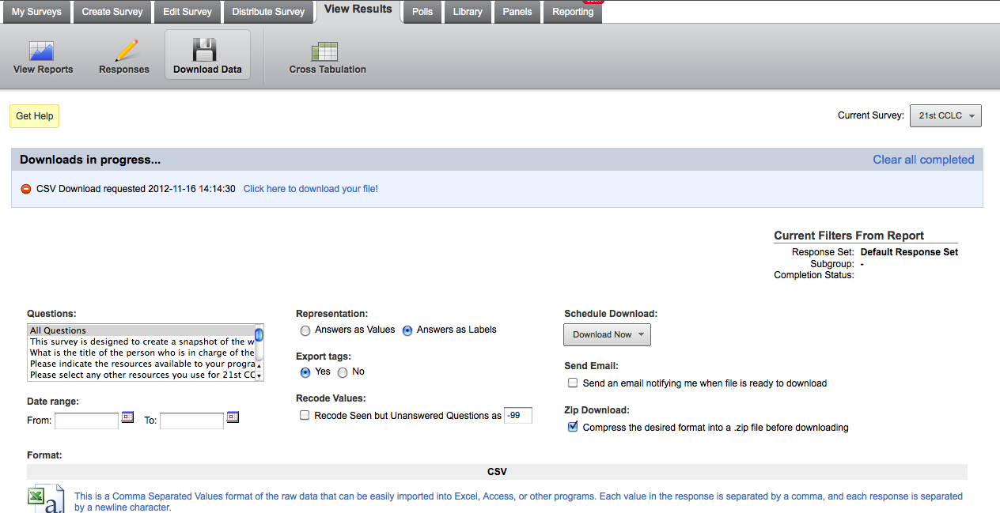 My Surveys Create Survey Edit Survey Distribute Survey View Results Polls Library Panels Reporting
View Reports Responses Download Data Cross Tabulation
Get Help
Current Survey: 21st CCLC
Downloads in progress... Clear all completed
CSV Download requested 2012-11-16 14:14:30 Click here to download your file!
Current Filters From Report
Response Set: Default Response Set
Subgroup: -
Completion Status:
Questions:
All Questions
This survey is designed to create a snapshot of the w
What is the title of the person who is in charge of the
Please indicate the resources available to your progra
Please select any other resources you use for 21st CC
Date range:
From: To:
Representation:
Answers as Values Answers as Labels
Export tags:
Yes No
Recode Values:
Recode Seen but Unanswered Questions as -99
Schedule Download:
Download Now
Send Email:
Send an email notifying me when file is ready to download
Zip Download:
Compress the desired format into a .zip file before downloading
Format:
CSV
X a
This is a Comma Separated Values format of the raw data that can be easily imported into Excel, Access, or other programs. Each value in the response is separated by a comma, and each response is separated
by a newline character.